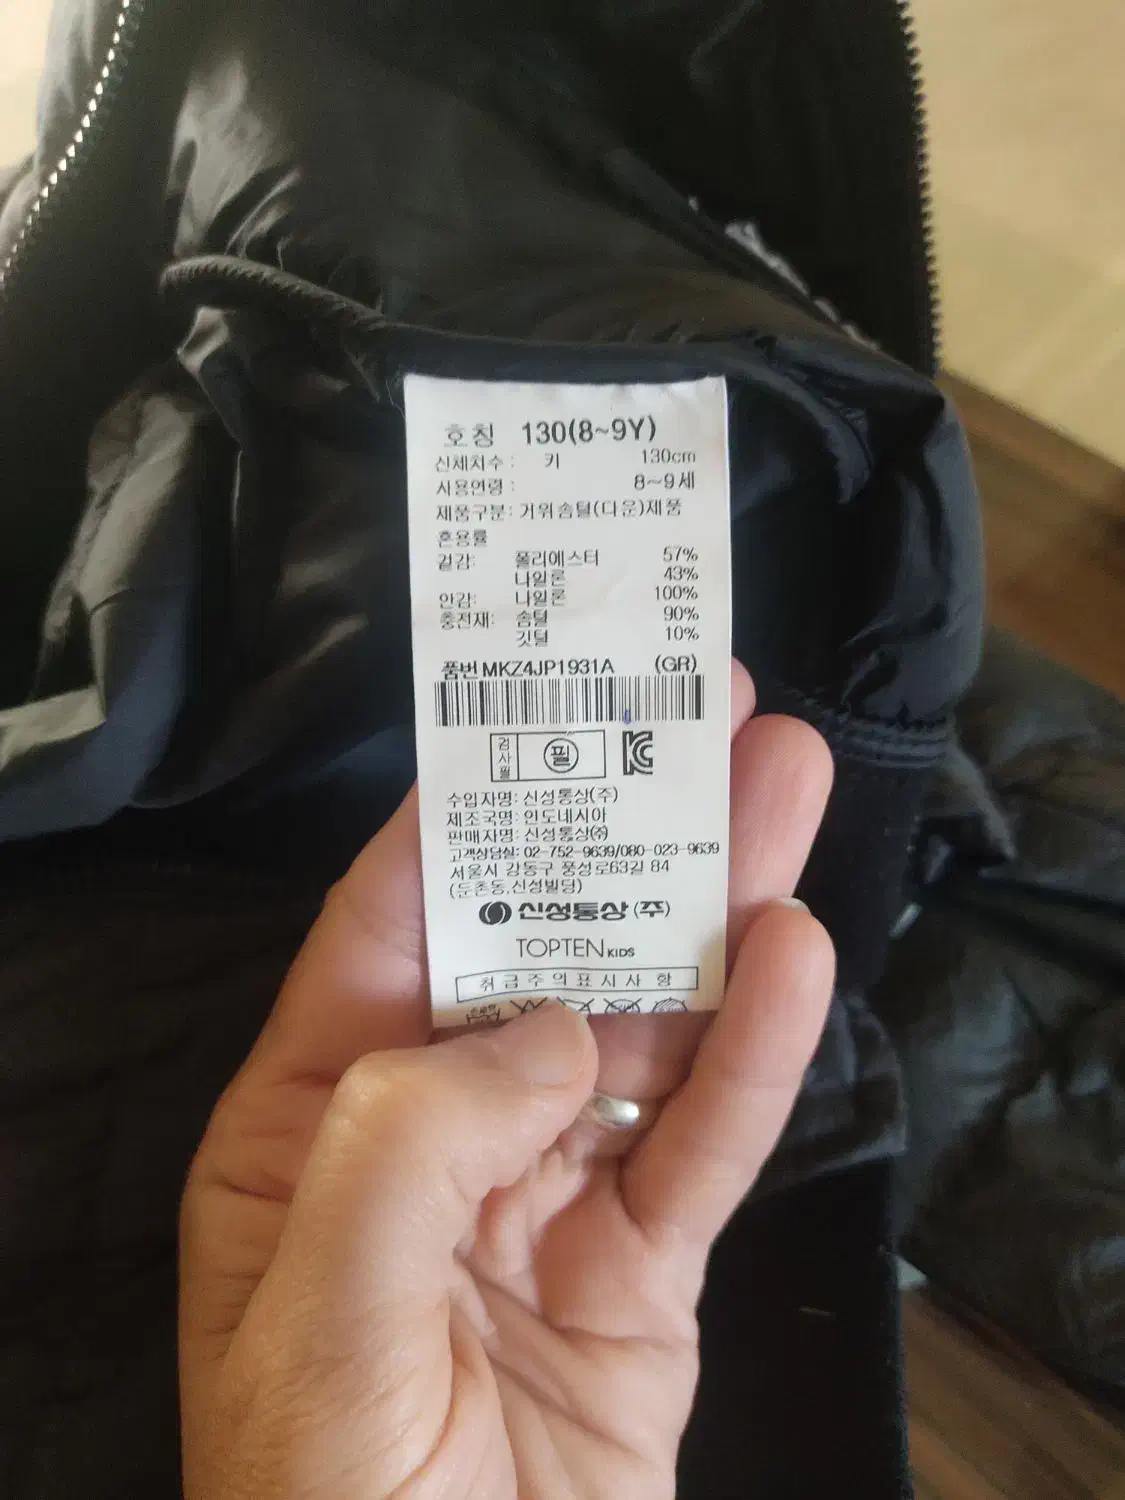 호칭 130(8~9Y)
신체치수 : 키 130cm
사용연령 : 8~9세
제품구분: 거위솜털(다운)제품
혼용률
겉감: 폴리에스터 57%
나일론 43%
안감: 나일론 100%
충전재: 솜털 90%
깃털 10%
품번 MKZ4JP1931A (GR)
검사필 필
수입자명: 신성통상(주)
제조국명: 인도네시아
판매자명: 신성통상㈜
고객상담실: 02-752-9639/080-023-9639
서울시 강동구 풍성로63길 84
(둔촌동,신성빌딩)
신성통상(주)
TOPTEN KIDS
취급주의표시사항